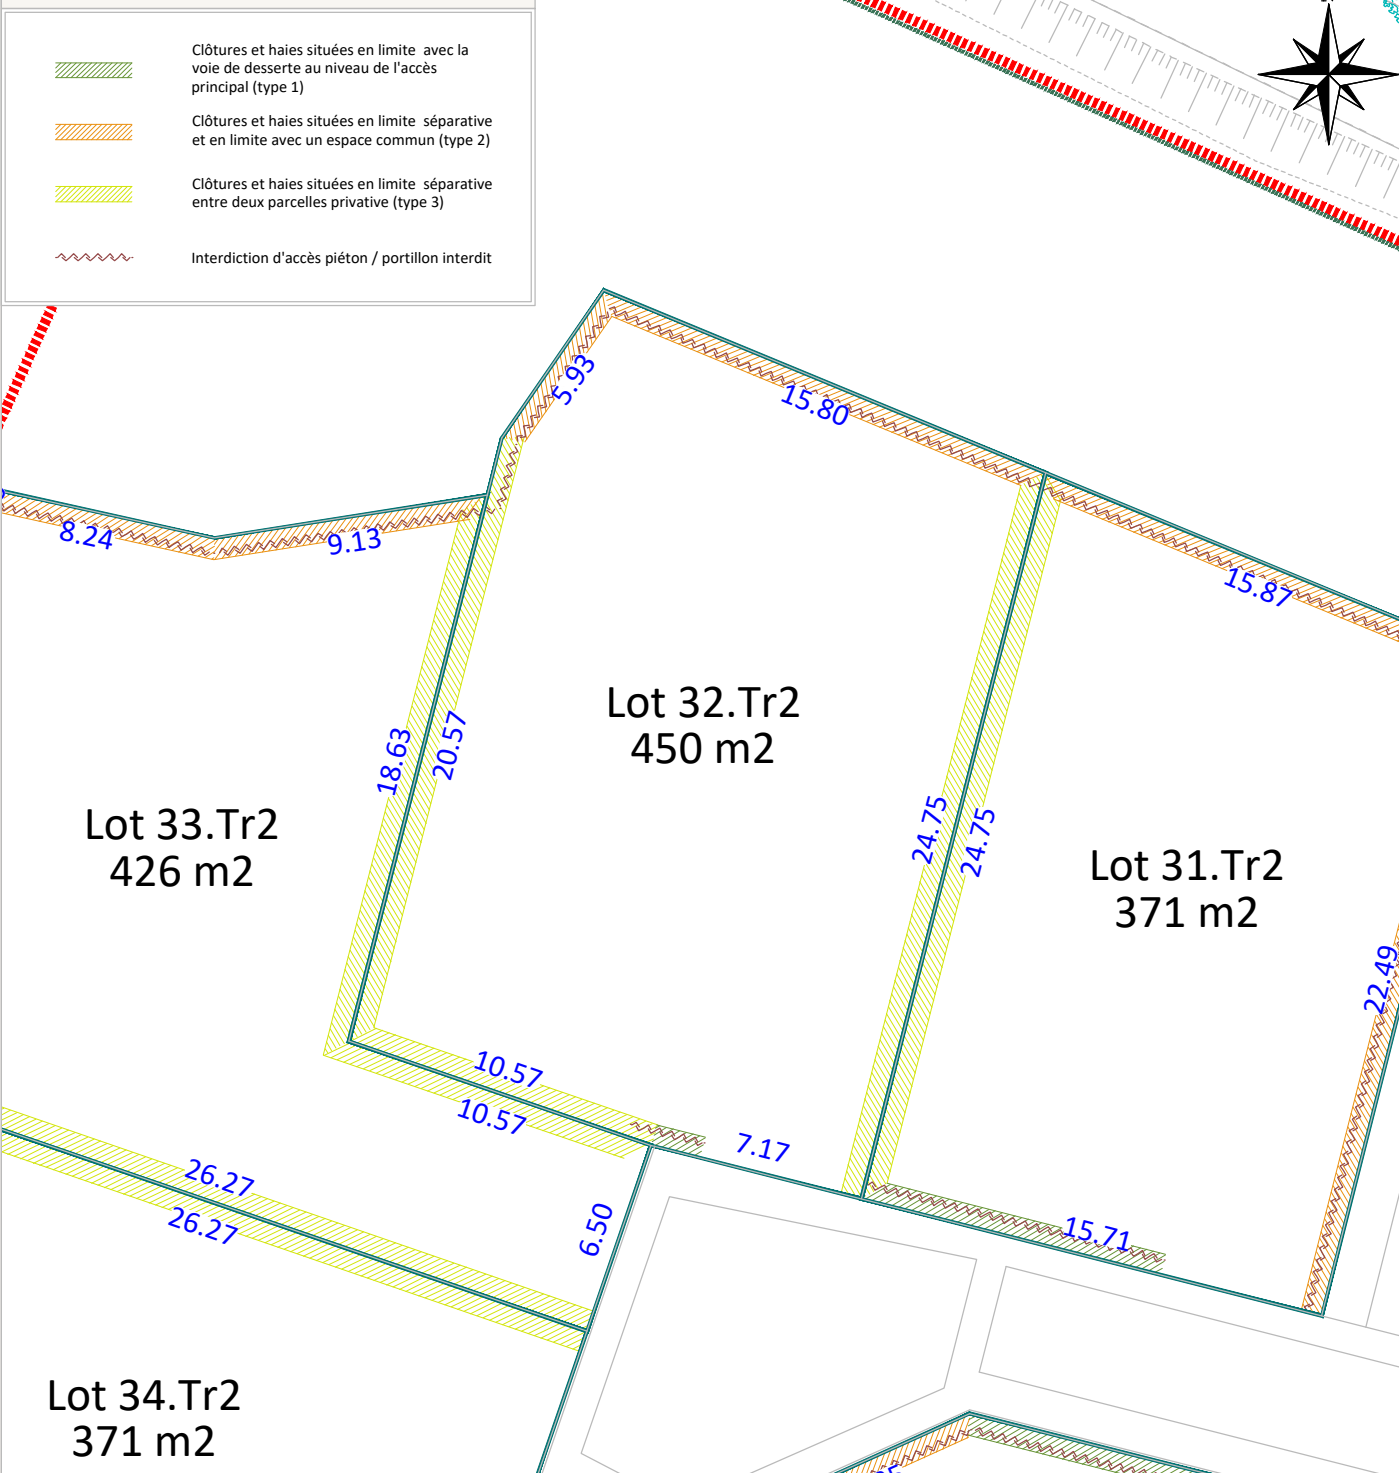 Clôtures et haies situées en limite avec la
voie de desserte au niveau de l'accès
principal (type 1)
Clôtures et haies situées en limite séparative
et en limite avec un espace commun (type 2)
Clôtures et haies situées en limite séparative
entre deux parcelles privative (type 3)
Interdiction d'accès piéton / portillon interdit
5.93
15.80
8.24
9.13
15.87
Lot 32.Tr2
450 m2
18.63
20.57
24.75
24.75
Lot 33.Tr2
426 m2
Lot 31.Tr2
371 m2
22.49
10.57
10.57
7.17
26.27
26.27
6.50
15.71
Lot 34.Tr2
371 m2